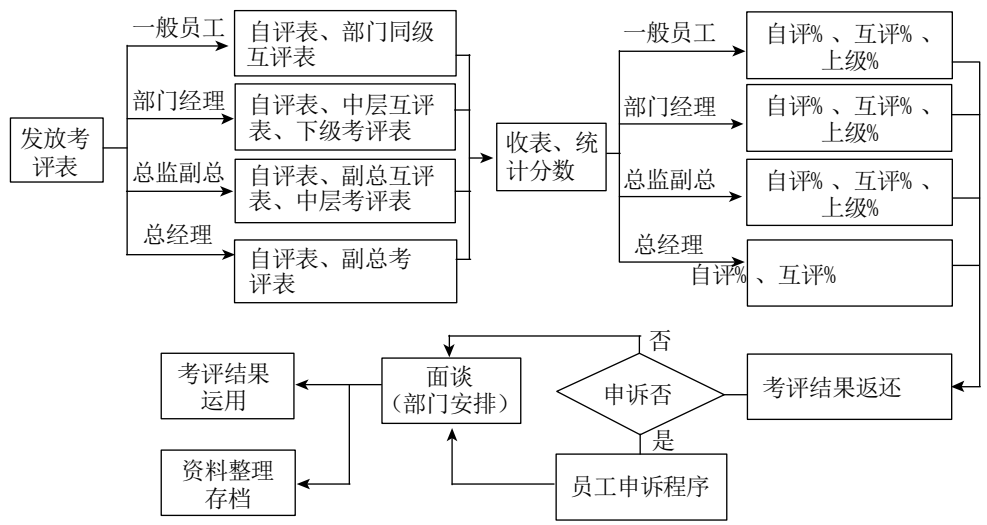 发放考
评表
一般员工
自评表、部门同级
互评表
部门经理
自评表、中层互评
表、下级考评表
总监副总
自评表、副总互评
表、中层考评表
总经理
自评表、副总考
评表
收表、统
计分数
一般员工
自评%、互评%、
上级%
部门经理
自评%、互评%、
上级%
总监副总
自评%、互评%、
上级%
总经理
自评%、互评%
考评结果返还
申诉否
否
是
员工申诉程序
面谈
（部门安排）
考评结果
运用
资料整理
存档